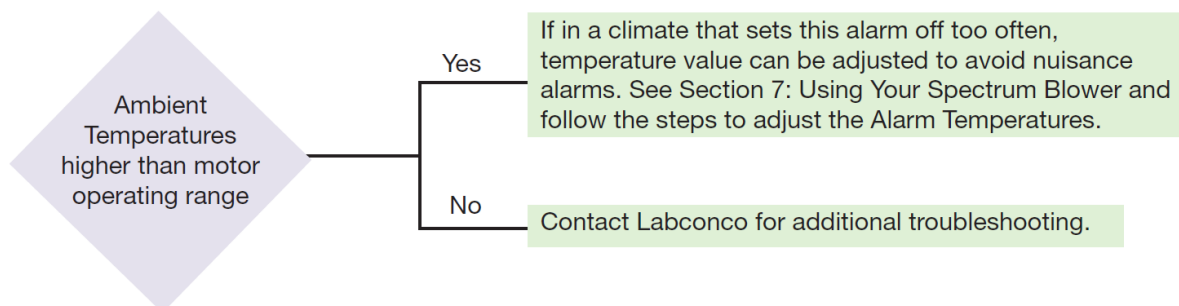 Ambient
Temperatures
higher than motor
operating range
Yes
If in a climate that sets this alarm off too often,
temperature value can be adjusted to avoid nuisance
alarms. See Section 7: Using Your Spectrum Blower and
follow the steps to adjust the Alarm Temperatures.
No
Contact Labconco for additional troubleshooting.